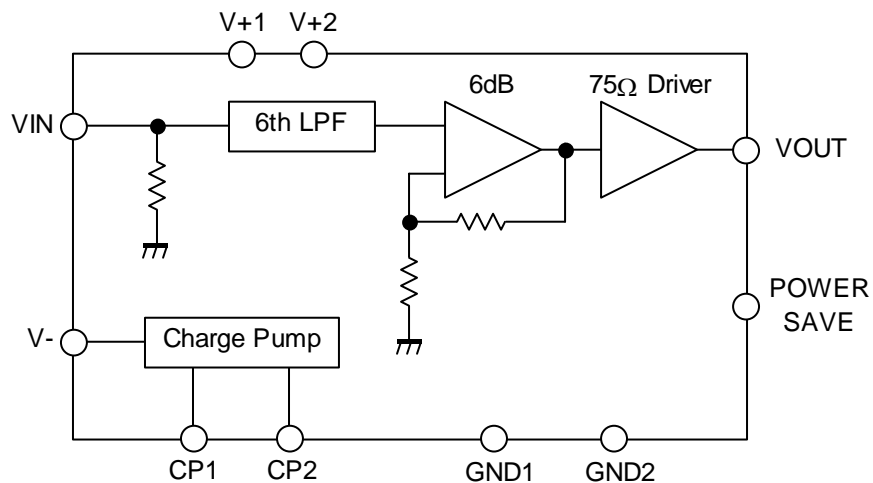 V+1 V+2
6dB
75Ω Driver
VIN
6th LPF
VOUT
POWER
SAVE
V-
Charge Pump
CP1
CP2
GND1
GND2